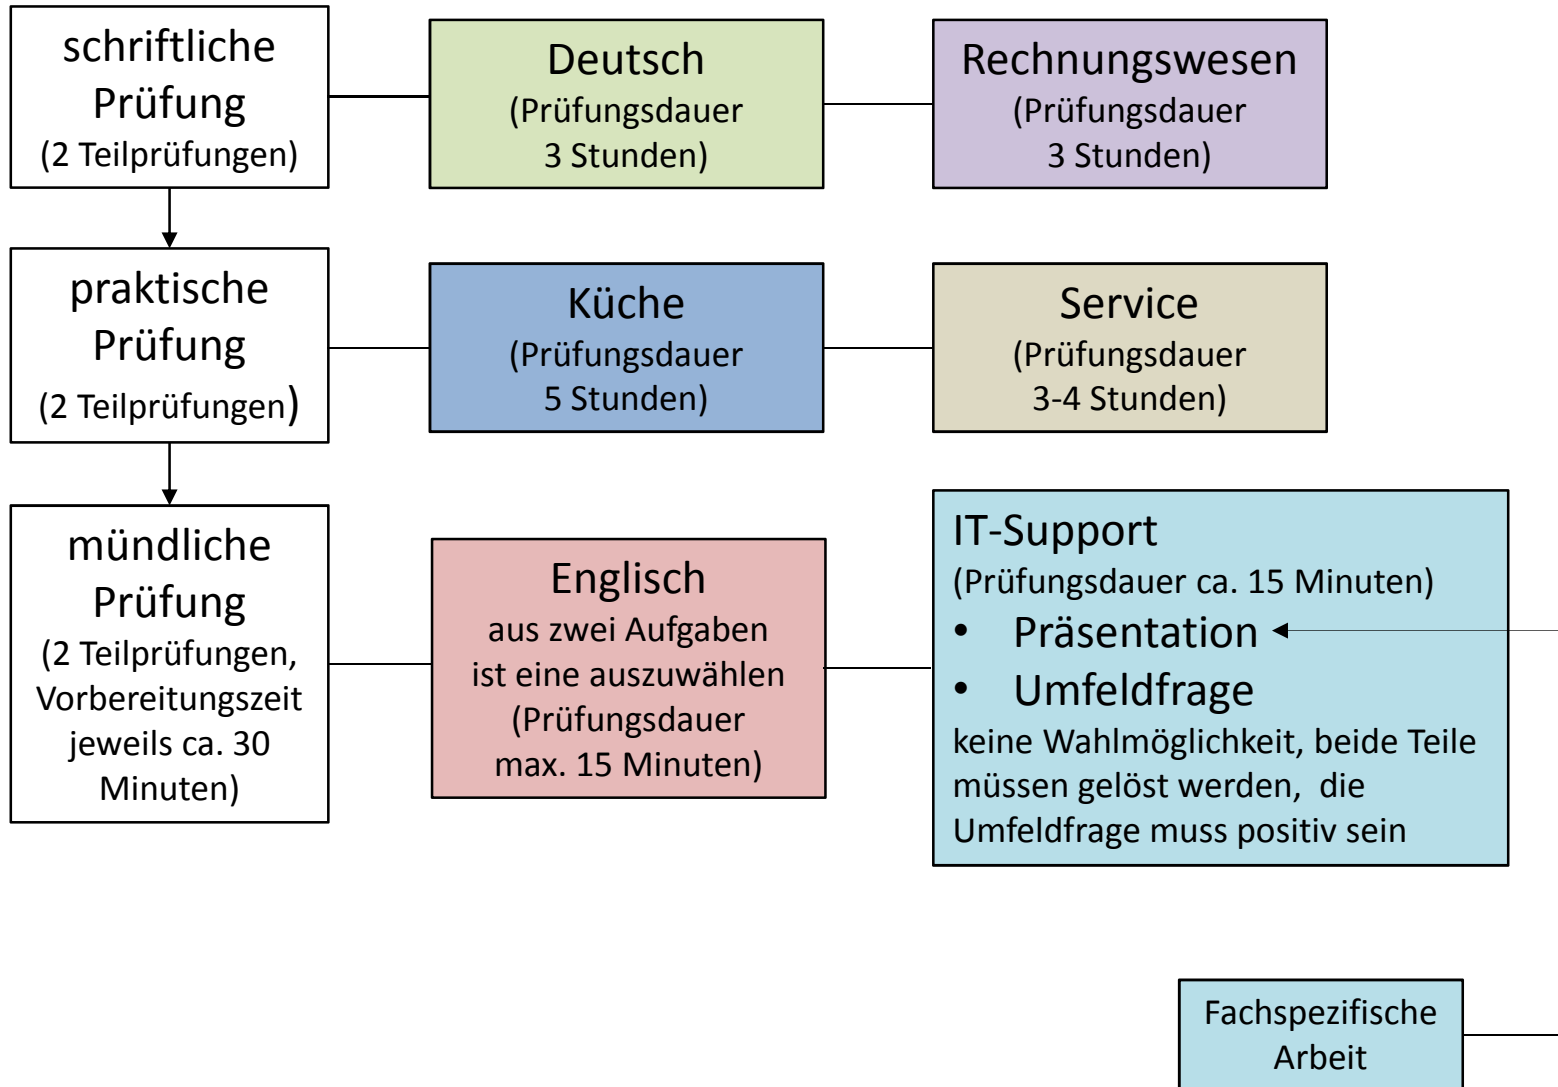 schriftliche
Prüfung
(2 Teilprüfungen)
Deutsch
(Prüfungsdauer
3 Stunden)
Rechnungswesen
(Prüfungsdauer
3 Stunden)
praktische
Prüfung
(2 Teilprüfungen)
Küche
(Prüfungsdauer
5 Stunden)
Service
(Prüfungsdauer
3-4 Stunden)
mündliche
Prüfung
(2 Teilprüfungen,
Vorbereitungszeit
jeweils ca. 30
Minuten)
Englisch
aus zwei Aufgaben
ist eine auszuwählen
(Prüfungsdauer
max. 15 Minuten)
IT-Support
(Prüfungsdauer ca. 15 Minuten)
• Präsentation
• Umfeldfrage
keine Wahlmöglichkeit, beide Teile
müssen gelöst werden, die
Umfeldfrage muss positiv sein
Fachspezifische
Arbeit